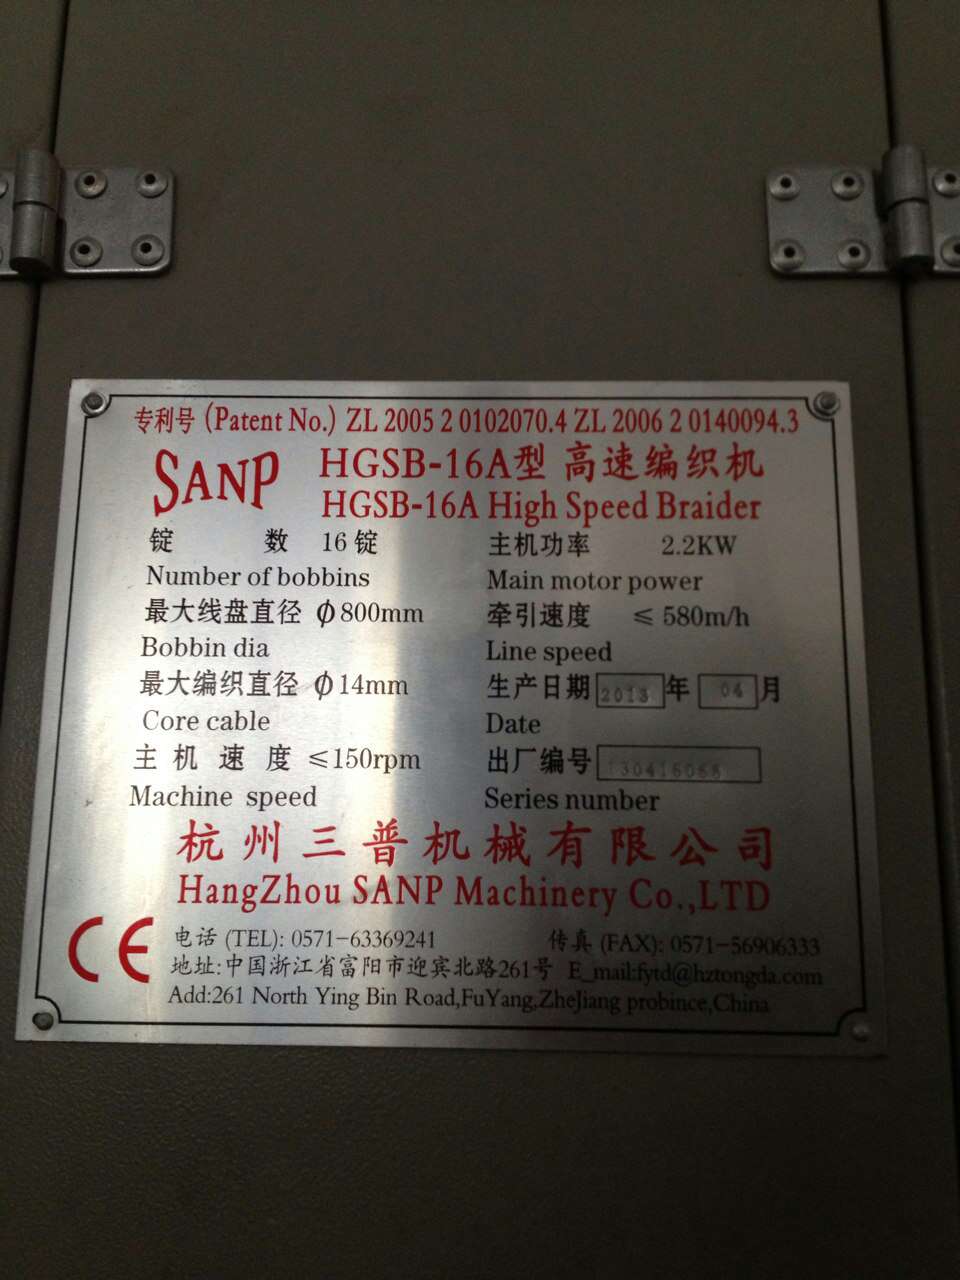 专利号 (Patent No.) ZL 2005 2 0102070.4 ZL 2006 2 0140094.3
SANP HGSB-16A型 高速编织机
HGSB-16A High Speed Braider
锭 数 16 锭 主机功率 2.2KW
Number of bobbins Main motor power
最大线盘直径 ф800mm 牵引速度 ≤ 580m/h
Bobbin dia Line speed
最大编织直径 ф14mm 生产日期 2013 年 04 月
Core cable Date
主 机 速 度 ≤150rpm 出厂编号
Machine speed Series number
杭州三普机械有限公司
HangZhou SANP Machinery Co.,LTD
CE
电话 (TEL): 0571-63369241 传真 (FAX): 0571-56906333
地址:中国浙江省富阳市迎宾北路261号 E_mail:fytd@hztongda.com
Add:261 North Ying Bin Road,FuYang,ZheJiang probince,China